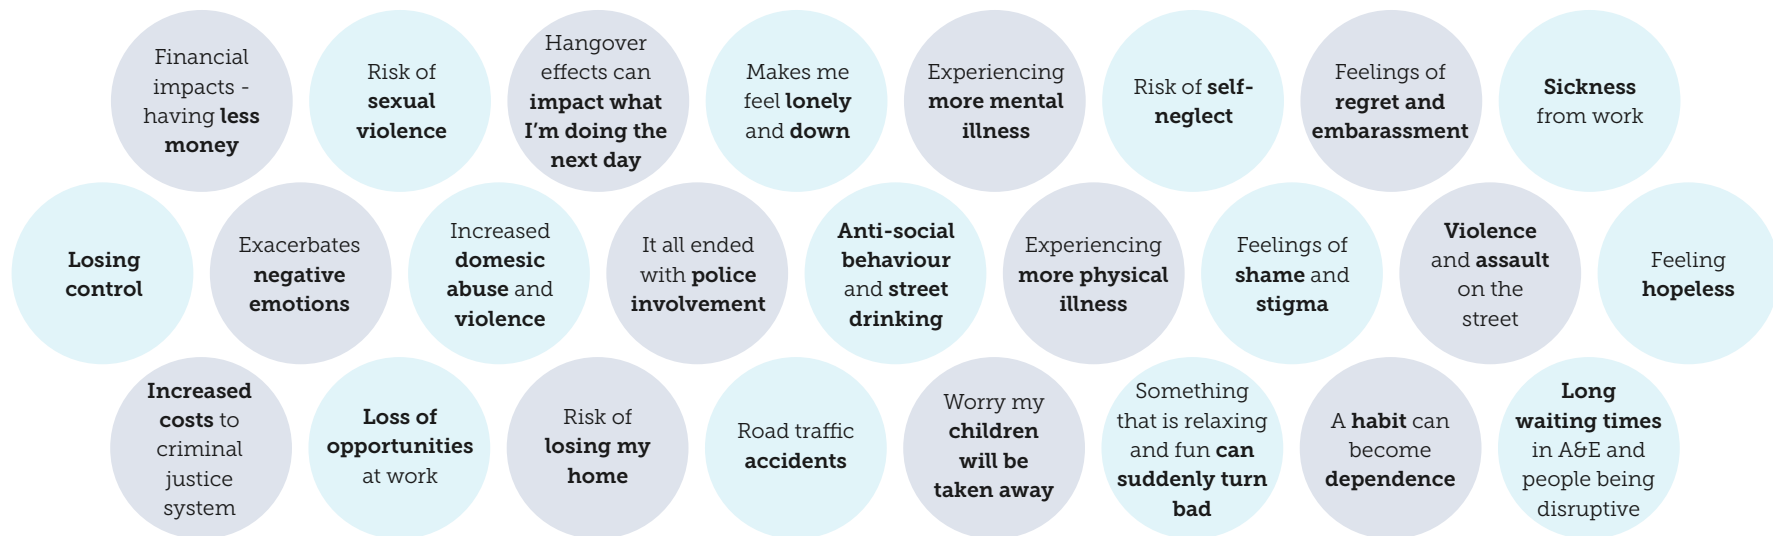 Financial
impacts -
having less
money
Risk of
sexual
violence
Hangover
effects can
impact what
I'm doing the
next day
Makes me
feel lonely
and down
Experiencing
more mental
illness
Risk of self-
neglect
Feelings of
regret and
embarassment
Sickness
from work
Losing
control
Exacerbates
negative
emotions
Increased
domesic
abuse and
violence
It all ended
with police
involvement
Anti-social
behaviour
and street
drinking
Experiencing
more physical
illness
Feelings of
shame and
stigma
Violence
and assault
on the
street
Feeling
hopeless
Increased
costs to
criminal
justice
system
Loss of
opportunities
at work
Risk of
losing my
home
Road traffic
accidents
Worry my
children
will be
taken away
Something
that is relaxing
and fun can
suddenly turn
bad
A habit can
become
dependence
Long
waiting times
in A&E and
people being
disruptive